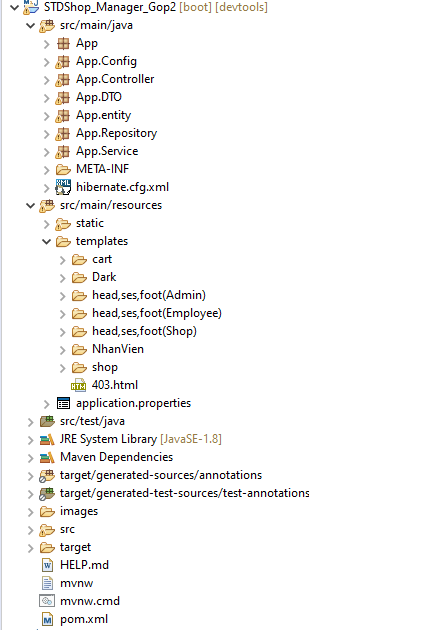 STDShop_Manager_Gop2 [boot] [devtools]
src/main/java
App
App.Config
App.Controller
App.DTO
App.entity
App.Repository
App.Service
META-INF
hibernate.cfg.xml
src/main/resources
static
templates
cart
Dark
head,ses,foot(Admin)
head,ses,foot(Employee)
head,ses,foot(Shop)
NhanVien
shop
403.html
application.properties
src/test/java
JRE System Library [JavaSE-1.8]
Maven Dependencies
target/generated-sources/annotations
target/generated-test-sources/test-annotations
images
src
target
HELP.md
mvnw
mvnw.cmd
pom.xml